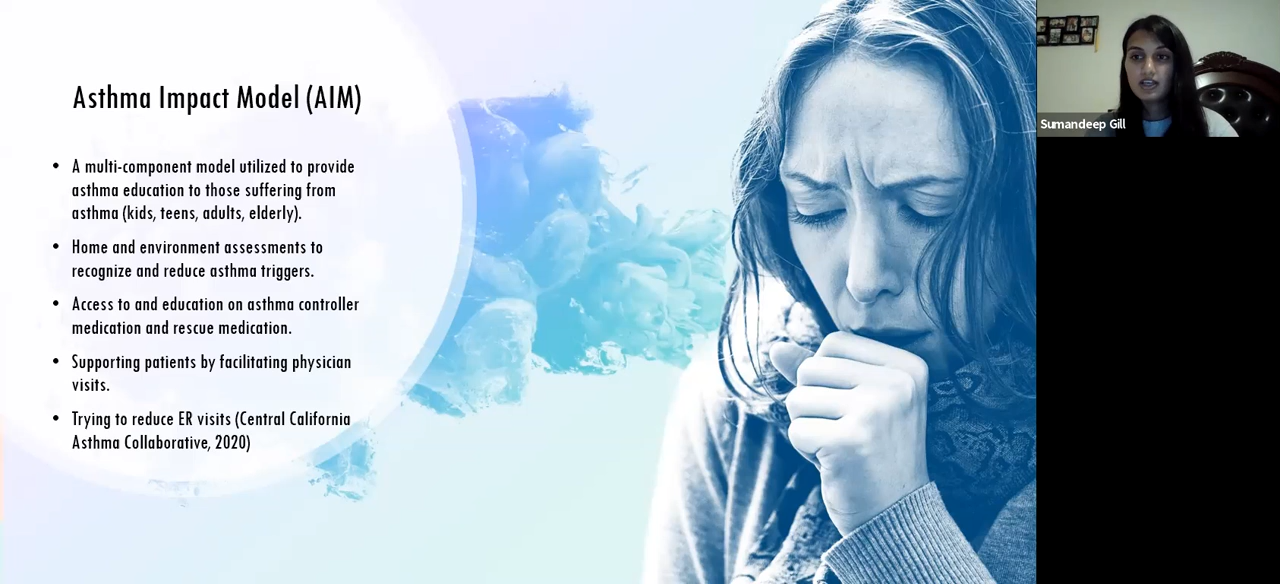 Asthma Impact Model (AIM)
• A multi-component model utilized to provide
asthma education to those suffering from
asthma (kids, teens, adults, elderly).
• Home and environment assessments to
recognize and reduce asthma triggers.
• Access to and education on asthma controller
medication and rescue medication.
• Supporting patients by facilitating physician
visits.
• Trying to reduce ER visits (Central California
Asthma Collaborative, 2020)
Sumandeep Gill